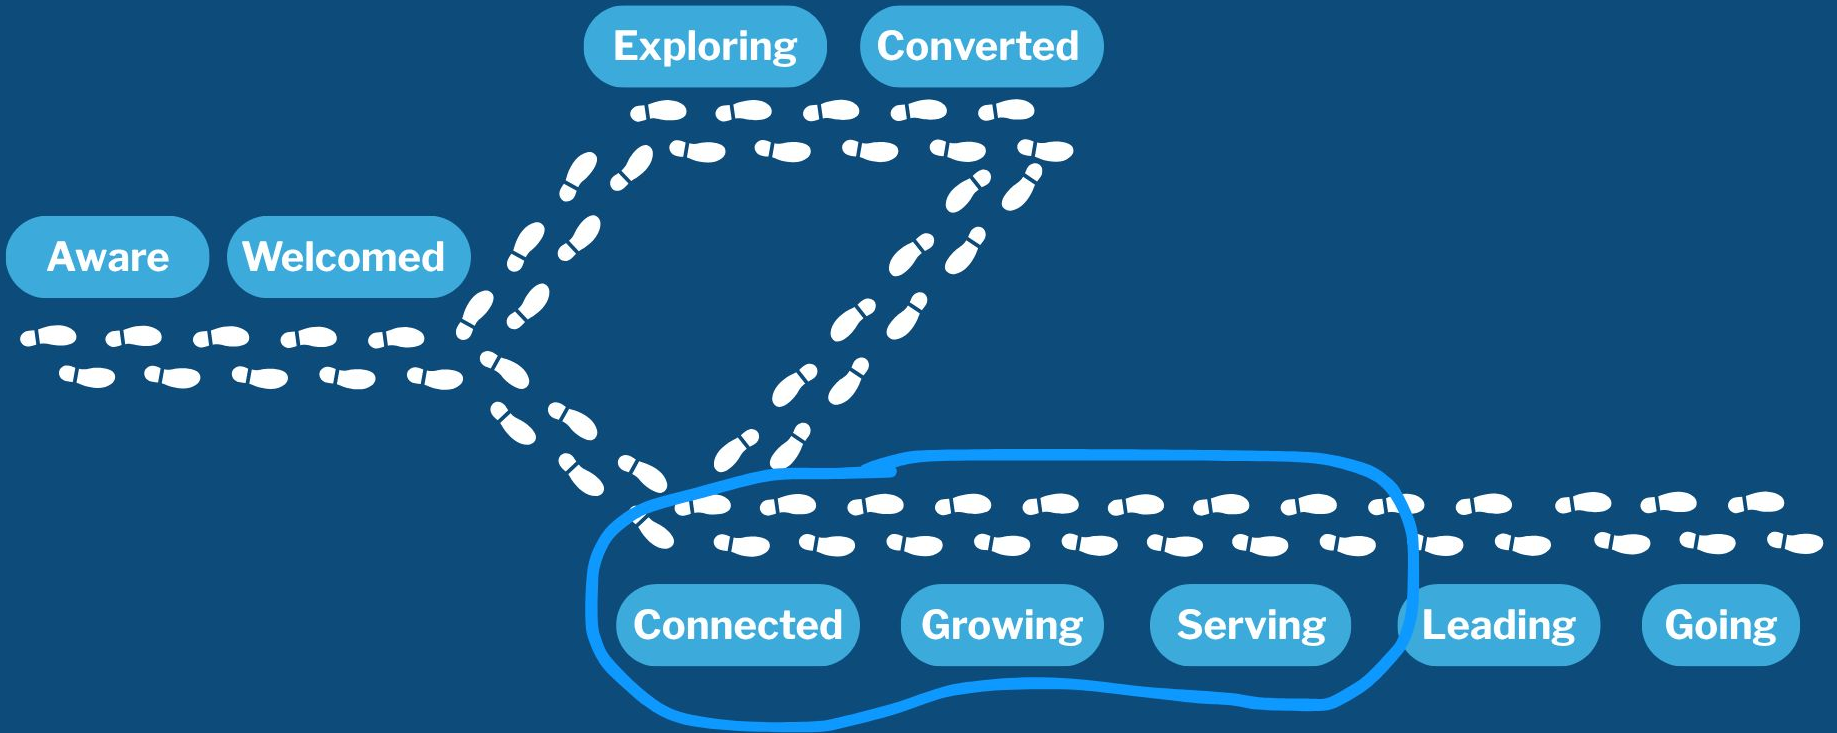 Exploring Converted
Aware Welcomed
Connected Growing Serving Leading Going